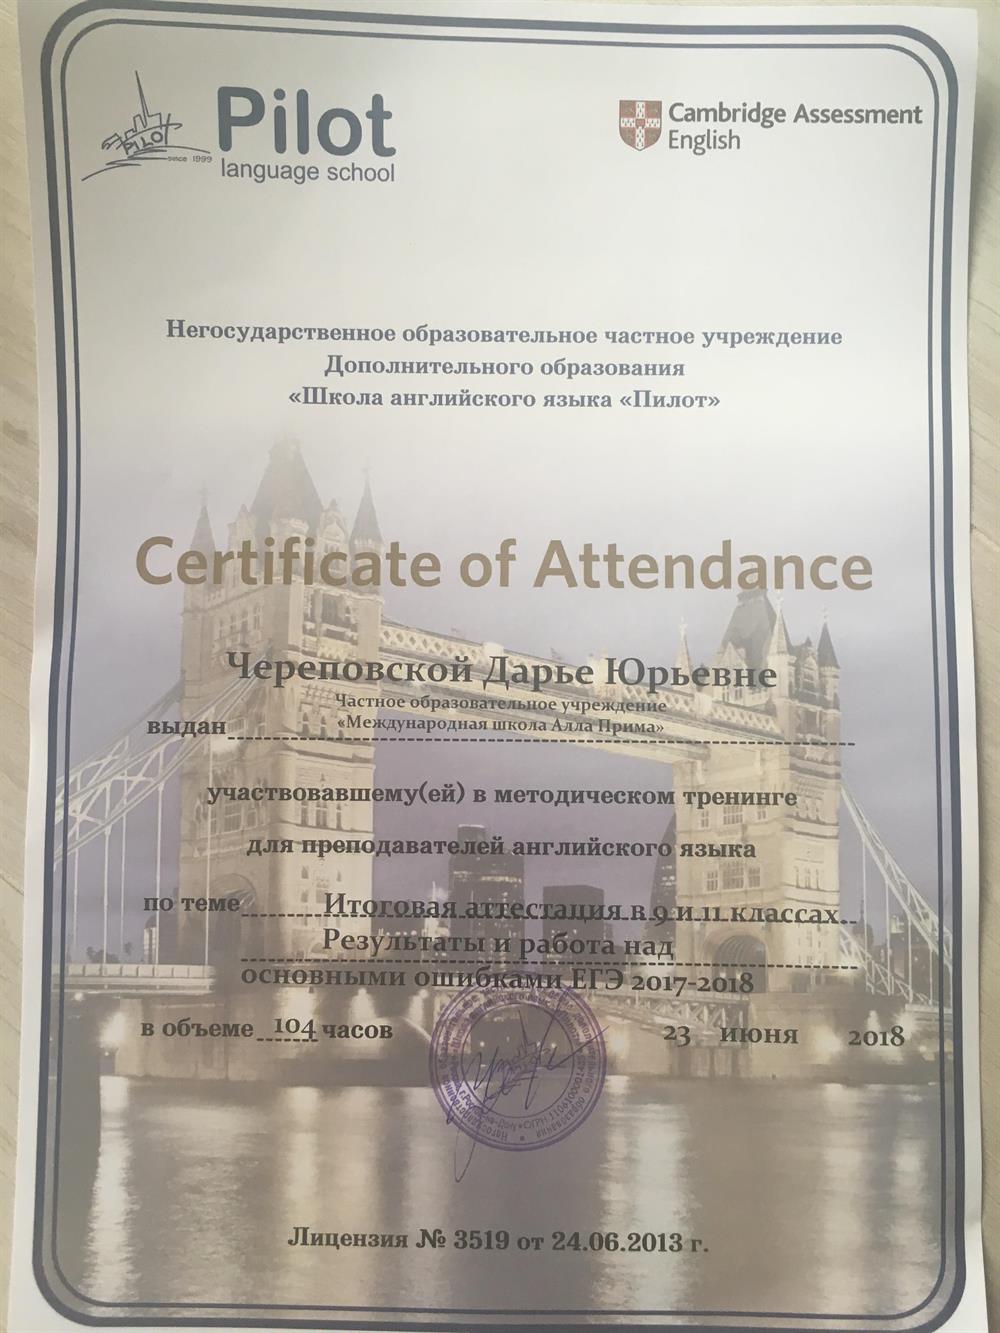 Pilot
language school
PILOT
since 1999
Cambridge Assessment
English
Негосударственное образовательное частное учреждение
Дополнительного образования
«Школа английского языка «Пилот»
Certificate of Attendance
Череповской Дарье Юрьевне
Частное образовательное учреждение
«Международная школа Алла Прима»
выдан
участвовавшему(ей) в методическом тренинге
для преподавателей английского языка
по теме Итоговая аттестация в 9 и 11 классах.
Результаты и работа над
основными ошибками ЕГЭ 2017-2018
в объеме 104 часов 23 июня 2018
Лицензия № 3519 от 24.06.2013 г.